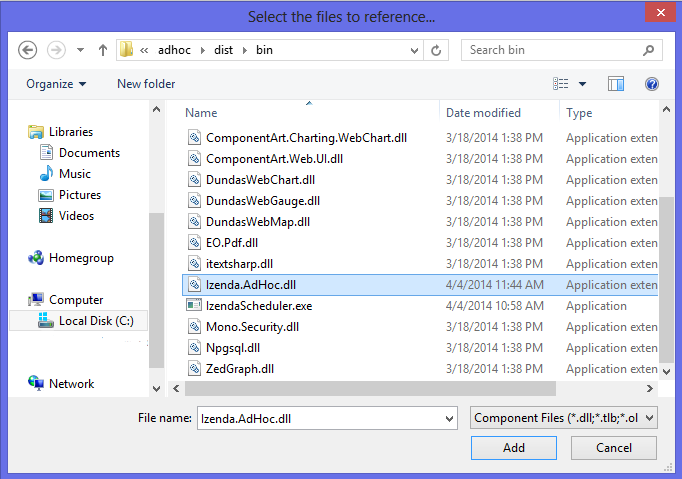 Select the files to reference...
« adhoc dist bin Search bin
Organize New folder
Name Date modified Type
Libraries
Documents
Music
Pictures
Videos
Homegroup
Computer
Local Disk (C:)
Network
ComponentArt.Charting.WebChart.dll 3/18/2014 1:38 PM Application exten
ComponentArt.Web.UI.dll 3/18/2014 1:38 PM Application exten
DundasWebChart.dll 3/18/2014 1:38 PM Application exten
DundasWebGauge.dll 3/18/2014 1:38 PM Application exten
DundasWebMap.dll 3/18/2014 1:38 PM Application exten
EO.Pdf.dll 3/18/2014 1:38 PM Application exten
itextsharp.dll 3/18/2014 1:38 PM Application exten
Izenda.AdHoc.dll 4/4/2014 11:44 AM Application exten
IzendaScheduler.exe 4/4/2014 10:58 AM Application
Mono.Security.dll 3/18/2014 1:38 PM Application exten
Npgsql.dll 3/18/2014 1:38 PM Application exten
ZedGraph.dll 3/18/2014 1:38 PM Application exten
File name: Izenda.AdHoc.dll Component Files (*.dll;*.tlb;*.ol
Add Cancel